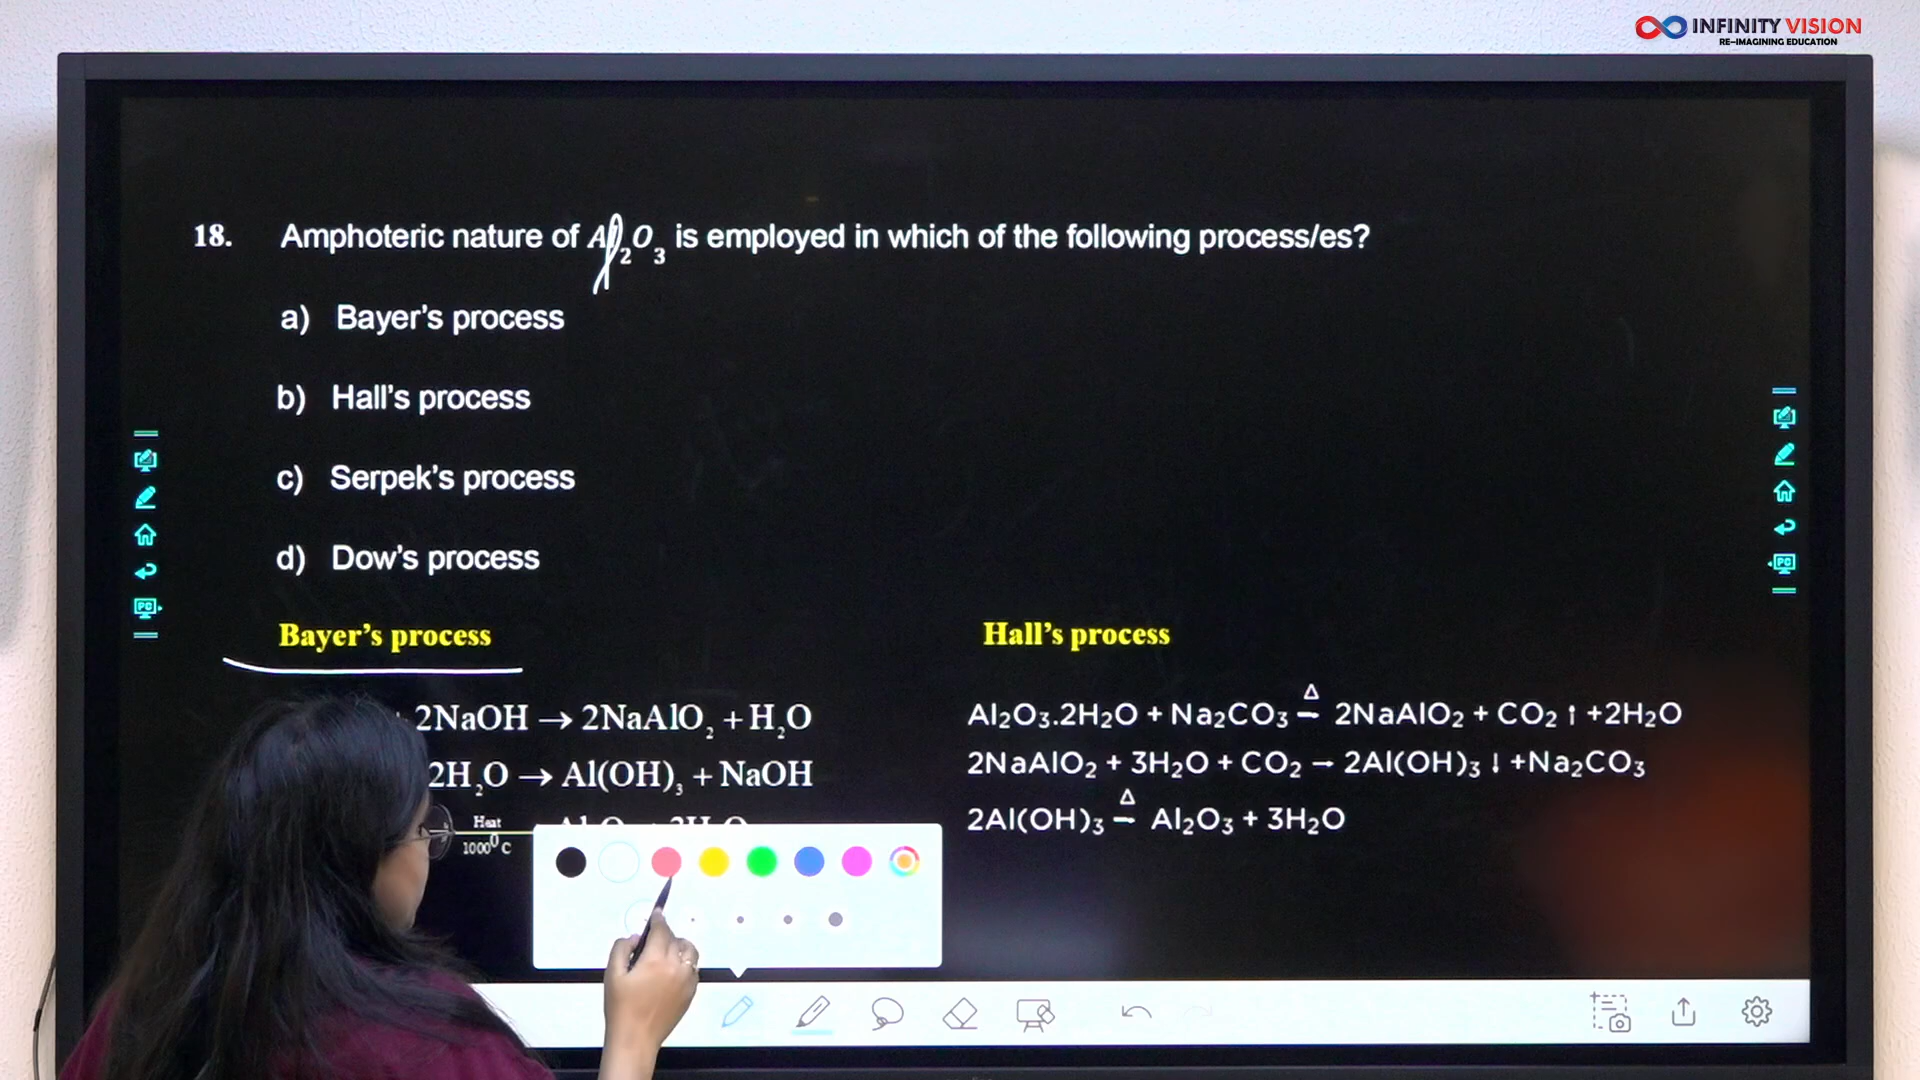 INFINITY VISION
RE-IMAGINING EDUCATION
18. Amphoteric nature of Al₂O₃ is employed in which of the following process/es?
a) Bayer's process
b) Hall's process
c) Serpek's process
d) Dow's process
Bayer's process
+ 2NaOH → 2NaAlO₂ + H₂O
2H₂O → Al(OH)₃ + NaOH
Heat
1000⁰C
Hall's process
Al₂O₃.2H₂O + Na₂CO₃ Δ− 2NaAlO₂ + CO₂ ↑ +2H₂O
2NaAlO₂ + 3H₂O + CO₂ − 2Al(OH)₃ ↓ +Na₂CO₃
2Al(OH)₃ Δ− Al₂O₃ + 3H₂O
PC
PC